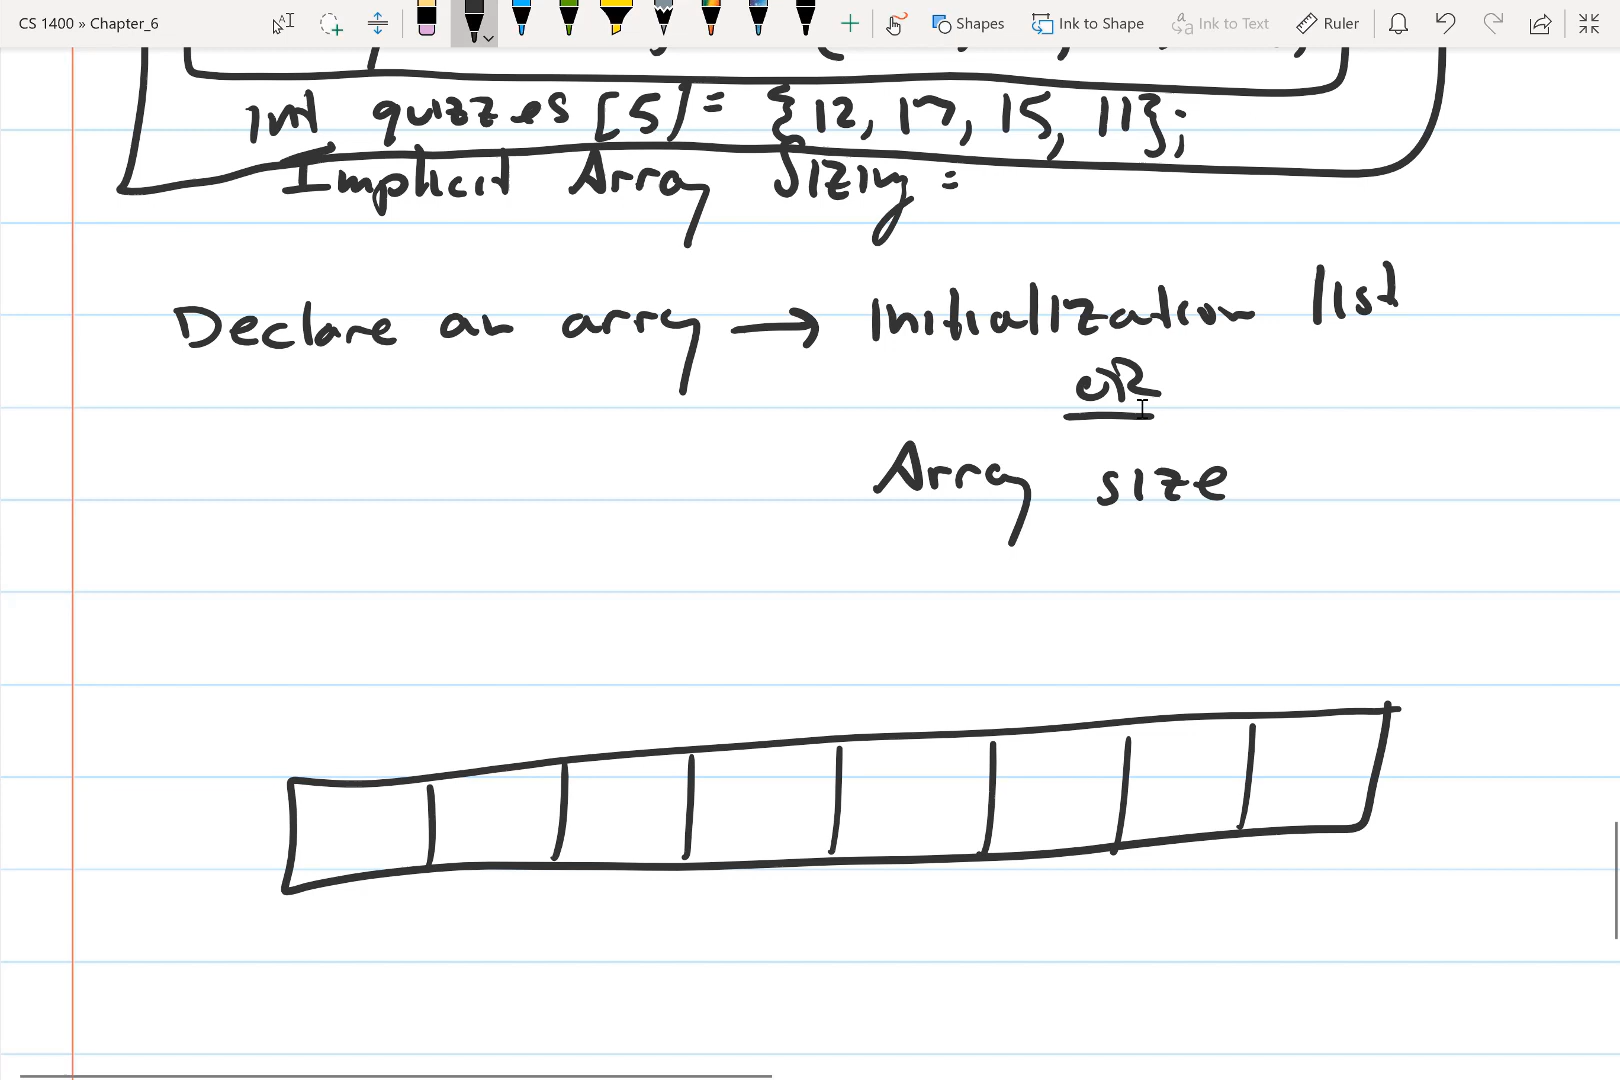 CS 1400 » Chapter_6
Shapes Ink to Shape Ink to Text Ruler
int quizzes [5] = {12, 17, 15, 11};
Implicit Array Sizing =
Declare an array → Initialization list
OR
Array size